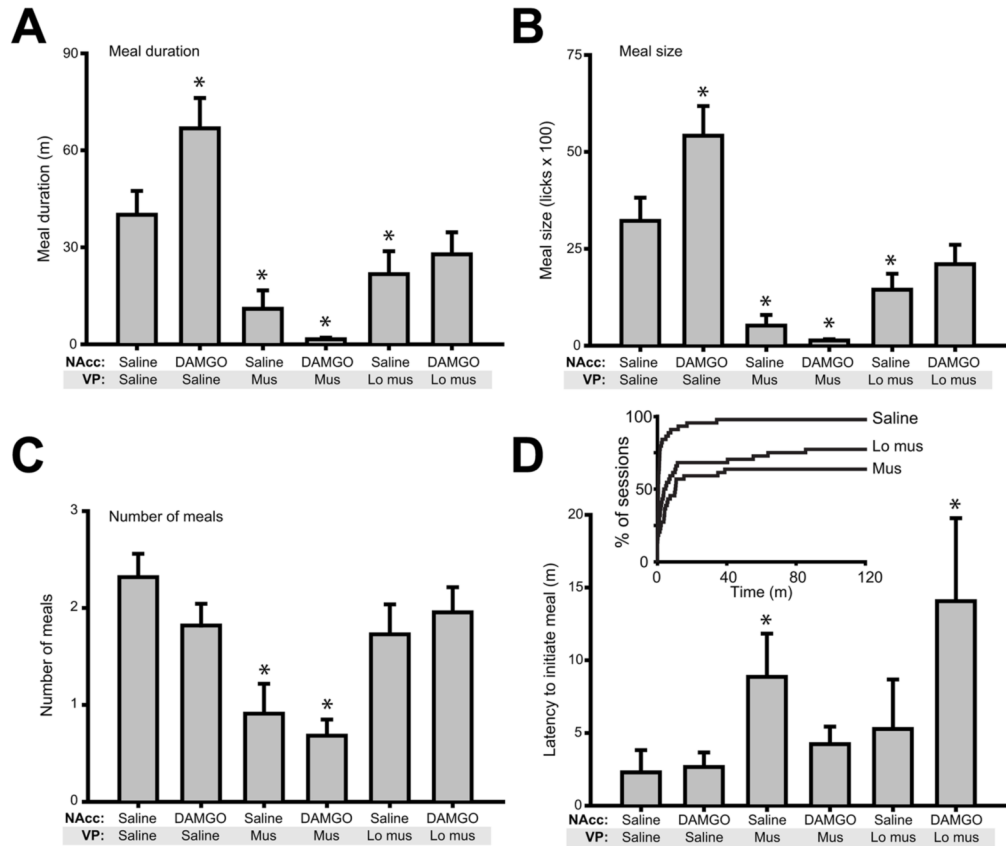 A
Meal duration
90
60
30
0
Meal duration (m)
*
*
*
*
NAcc: Saline DAMGO Saline DAMGO Saline DAMGO
VP: Saline Saline Mus Mus Lo mus Lo mus
B
Meal size
75
50
25
0
Meal size (licks x 100)
*
*
*
*
NAcc: Saline DAMGO Saline DAMGO Saline DAMGO
VP: Saline Saline Mus Mus Lo mus Lo mus
C
Number of meals
3
2
1
0
Number of meals
*
*
NAcc: Saline DAMGO Saline DAMGO Saline DAMGO
VP: Saline Saline Mus Mus Lo mus Lo mus
D
100
50
0
% of sessions
Saline
Lo mus
Mus
0 40 80 120
Time (m)
20
15
10
5
0
Latency to initiate meal (m)
*
*
NAcc: Saline DAMGO Saline DAMGO Saline DAMGO
VP: Saline Saline Mus Mus Lo mus Lo mus